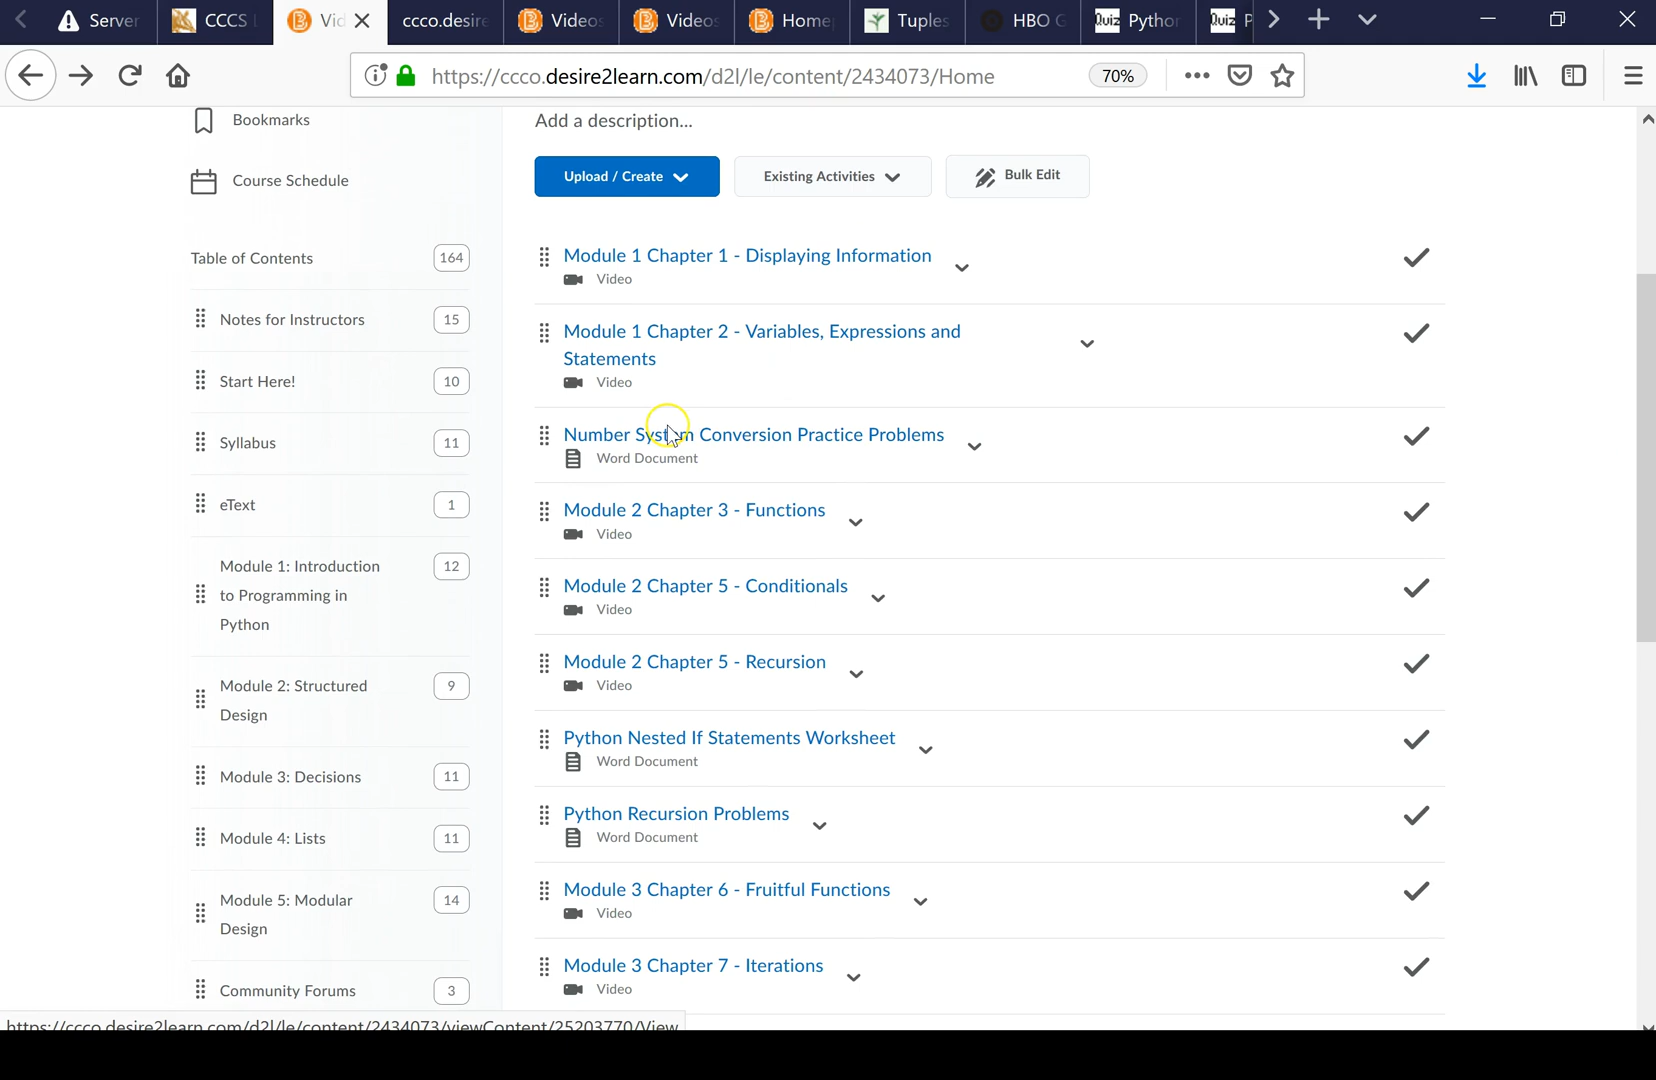 Server
CCCS
Vid
ccco.desire
Videos
Videos
Home
Tuples
HBO G
Quiz Python
Quiz P
https://ccco.desire2learn.com/d2l/le/content/2434073/Home
70%
Bookmarks
Course Schedule
Table of Contents 164
Notes for Instructors 15
Start Here! 10
Syllabus 11
eText 1
Module 1: Introduction 12
to Programming in
Python
Module 2: Structured 9
Design
Module 3: Decisions 11
Module 4: Lists 11
Module 5: Modular 14
Design
Community Forums 3
Add a description...
Upload / Create
Existing Activities
Bulk Edit
Module 1 Chapter 1 - Displaying Information
Video
Module 1 Chapter 2 - Variables, Expressions and
Statements
Video
Number System Conversion Practice Problems
Word Document
Module 2 Chapter 3 - Functions
Video
Module 2 Chapter 5 - Conditionals
Video
Module 2 Chapter 5 - Recursion
Video
Python Nested If Statements Worksheet
Word Document
Python Recursion Problems
Word Document
Module 3 Chapter 6 - Fruitful Functions
Video
Module 3 Chapter 7 - Iterations
Video
https://ccco.desire2learn.com/d2l/le/content/2434073/viewContent/25203770/View